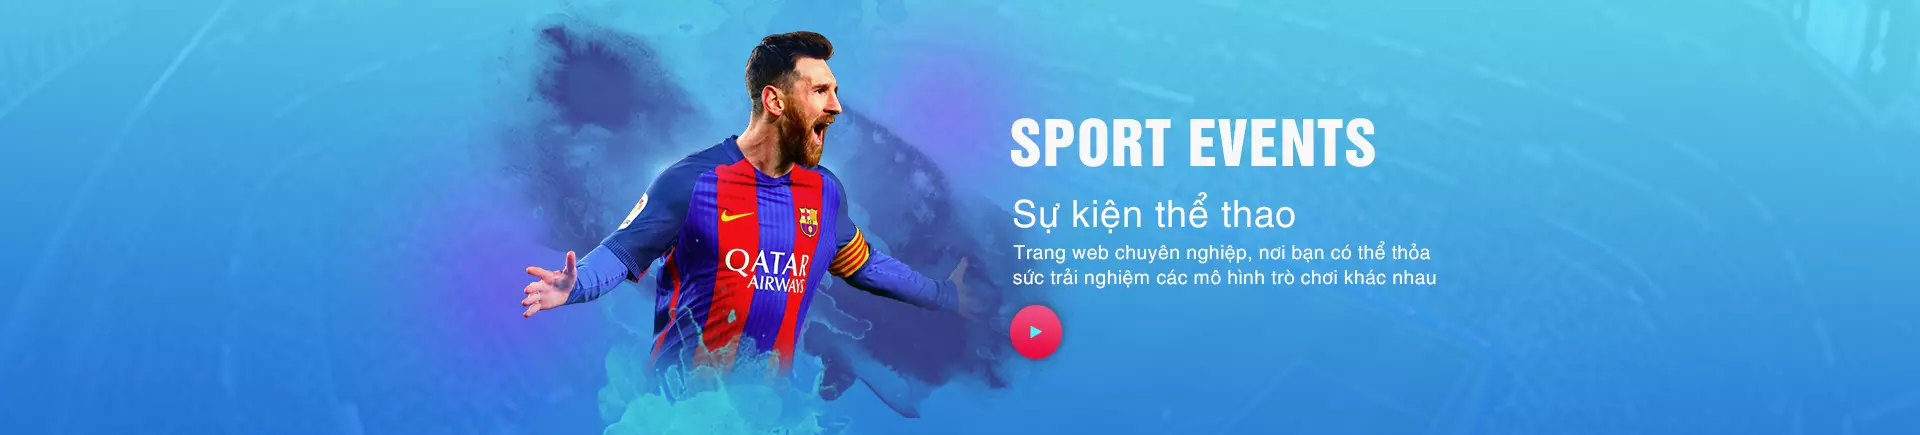 SPORT EVENTS
Sự kiện thể thao
Trang web chuyên nghiệp, nơi bạn có thể thỏa
sức trải nghiệm các mô hình trò chơi khác nhau
QATAR
AIRWAYS